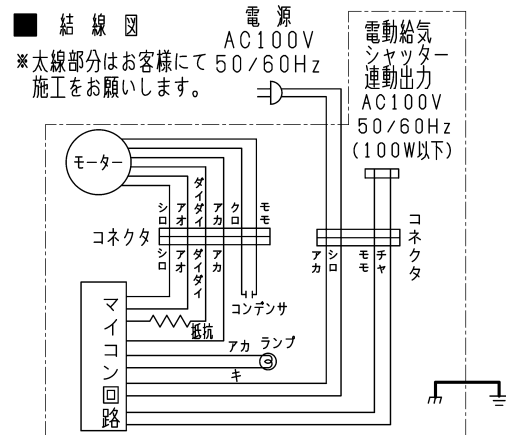 ■ 結線図
※太線部分はお客様にて
施工をお願いします。
電源
AC100V
50/60Hz
電動給気
シャッター
連動出力
AC100V
50/60Hz
(100W以下)
モーター
シロ
アオ
ダイダイ
アカ
クロ
モモ
コネクタ
シロ
アオ
ダイダイ
アカ
コンデンサ
アカ
シロ
モモ
チャ
コネクタ
マイコン回路
抵抗
アカ
ランプ
キ